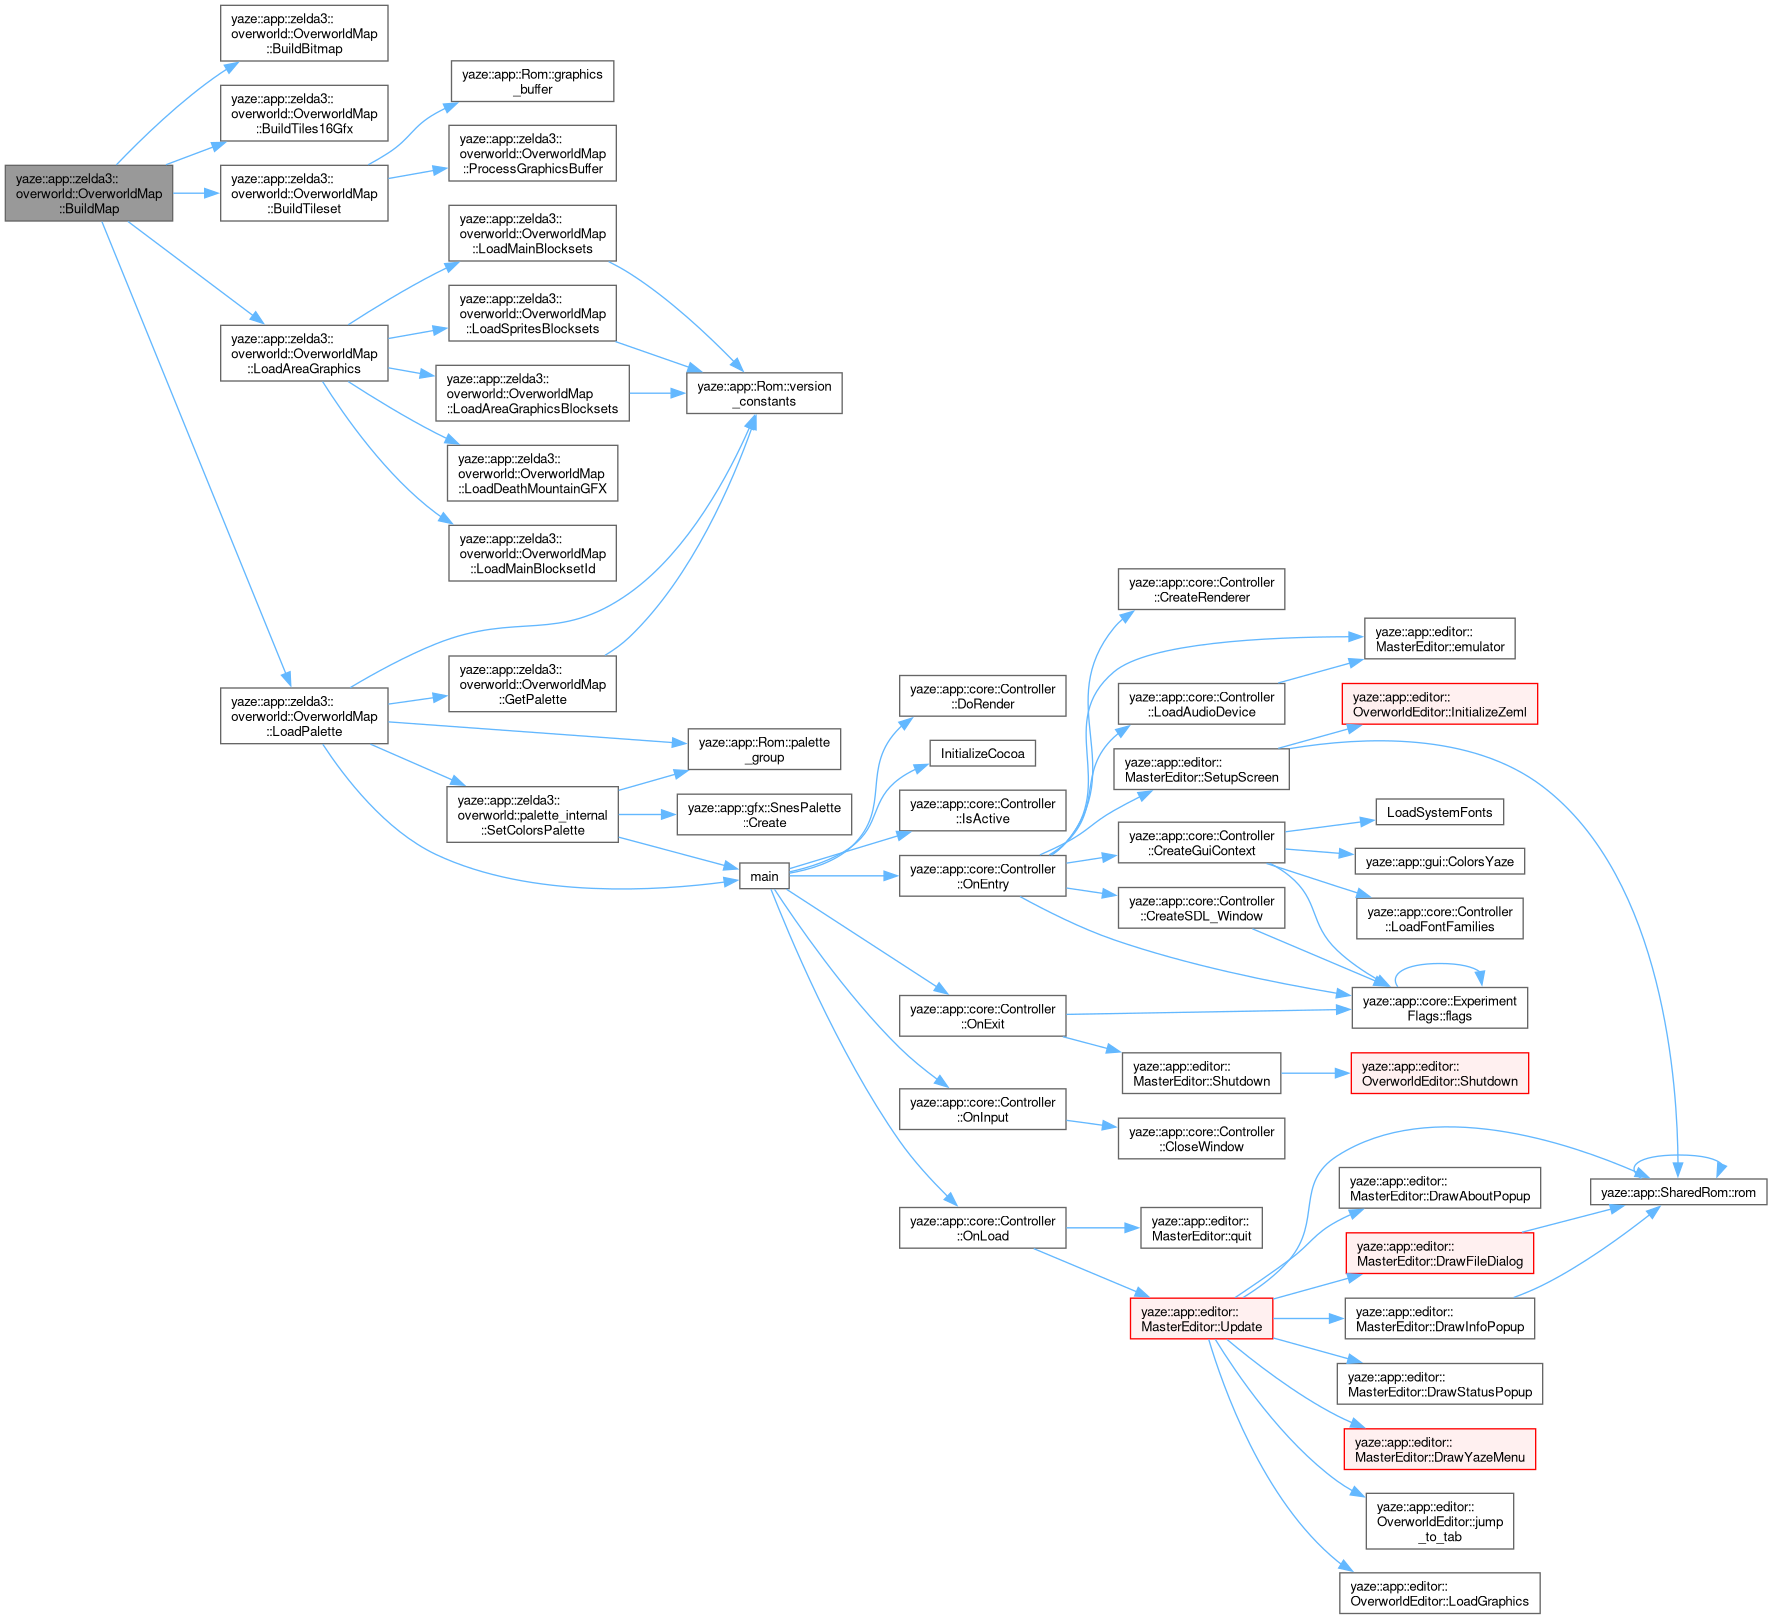 yaze::app::zelda3::
overworld::OverworldMap
::BuildMap
yaze::app::zelda3::
overworld::OverworldMap
::BuildBitmap
yaze::app::zelda3::
overworld::OverworldMap
::BuildTiles16Gfx
yaze::app::zelda3::
overworld::OverworldMap
::BuildTileset
yaze::app::Rom::graphics
_buffer
yaze::app::zelda3::
overworld::OverworldMap
::ProcessGraphicsBuffer
yaze::app::zelda3::
overworld::OverworldMap
::LoadAreaGraphics
yaze::app::zelda3::
overworld::OverworldMap
::LoadMainBlocksets
yaze::app::zelda3::
overworld::OverworldMap
::LoadSpritesBlocksets
yaze::app::zelda3::
overworld::OverworldMap
::LoadAreaGraphicsBlocksets
yaze::app::zelda3::
overworld::OverworldMap
::LoadDeathMountainGFX
yaze::app::zelda3::
overworld::OverworldMap
::LoadMainBlocksetId
yaze::app::Rom::version
_constants
yaze::app::zelda3::
overworld::OverworldMap
::LoadPalette
yaze::app::zelda3::
overworld::OverworldMap
::GetPalette
yaze::app::Rom::palette
_group
yaze::app::zelda3::
overworld::palette_internal
::SetColorsPalette
yaze::app::gfx::SnesPalette
::Create
main
yaze::app::core::Controller
::DoRender
InitializeCocoa
yaze::app::core::Controller
::IsActive
yaze::app::core::Controller
::OnEntry
yaze::app::core::Controller
::OnExit
yaze::app::core::Controller
::OnInput
yaze::app::core::Controller
::OnLoad
yaze::app::core::Controller
::CreateRenderer
yaze::app::editor::
MasterEditor::emulator
yaze::app::core::Controller
::LoadAudioDevice
yaze::app::editor::
OverworldEditor::InitializeZeml
yaze::app::editor::
MasterEditor::SetupScreen
yaze::app::core::Controller
::CreateGuiContext
LoadSystemFonts
yaze::app::gui::ColorsYaze
yaze::app::core::Controller
::LoadFontFamilies
yaze::app::core::Controller
::CreateSDL_Window
yaze::app::core::Experiment
Flags::flags
yaze::app::editor::
MasterEditor::Shutdown
yaze::app::editor::
OverworldEditor::Shutdown
yaze::app::core::Controller
::CloseWindow
yaze::app::editor::
MasterEditor::quit
yaze::app::editor::
MasterEditor::Update
yaze::app::SharedRom::rom
yaze::app::editor::
MasterEditor::DrawAboutPopup
yaze::app::editor::
MasterEditor::DrawFileDialog
yaze::app::editor::
MasterEditor::DrawInfoPopup
yaze::app::editor::
MasterEditor::DrawStatusPopup
yaze::app::editor::
MasterEditor::DrawYazeMenu
yaze::app::editor::
OverworldEditor::jump
_to_tab
yaze::app::editor::
OverworldEditor::LoadGraphics